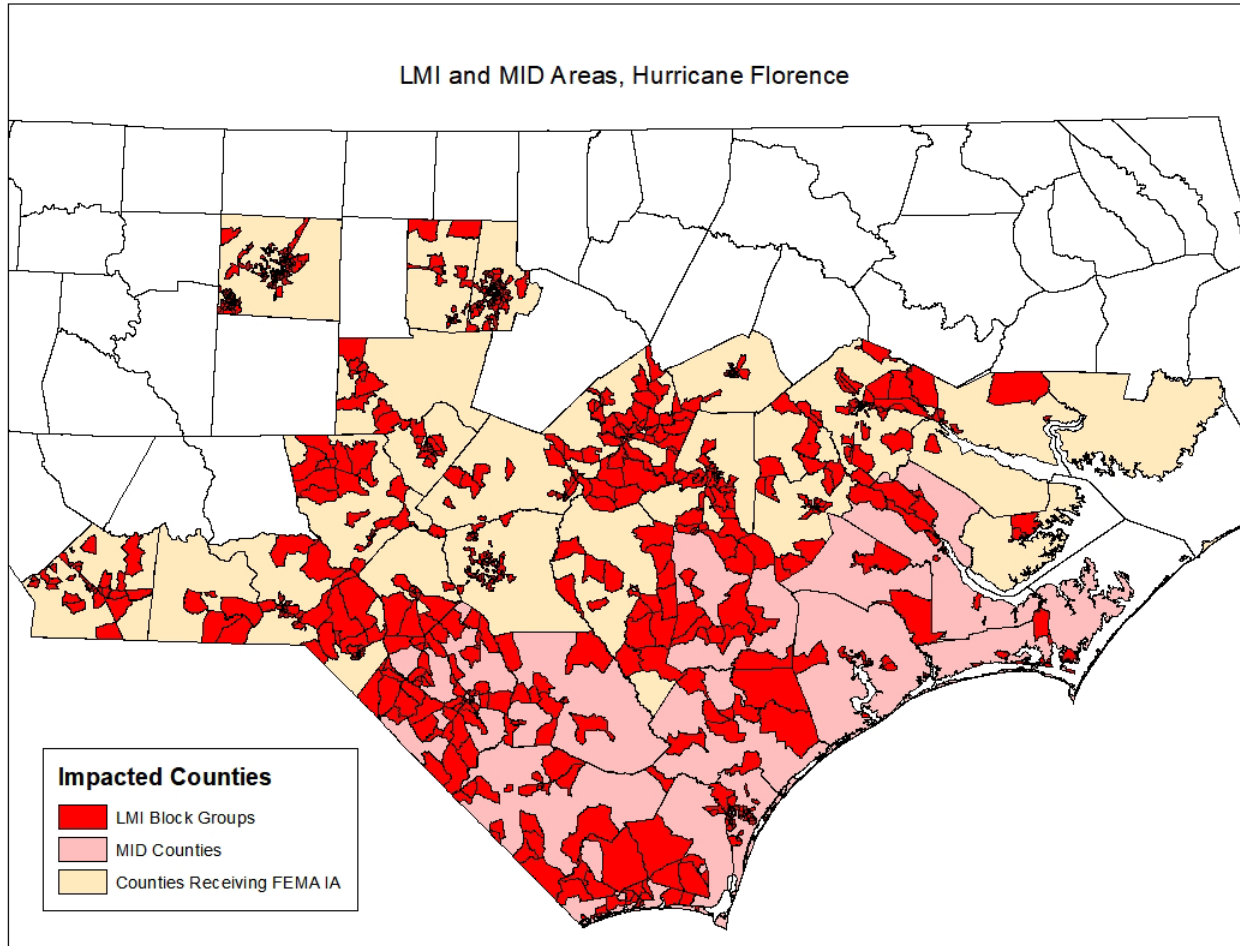 LMI and MID Areas, Hurricane Florence
Impacted Counties
LMI Block Groups
MID Counties
Counties Receiving FEMA IA